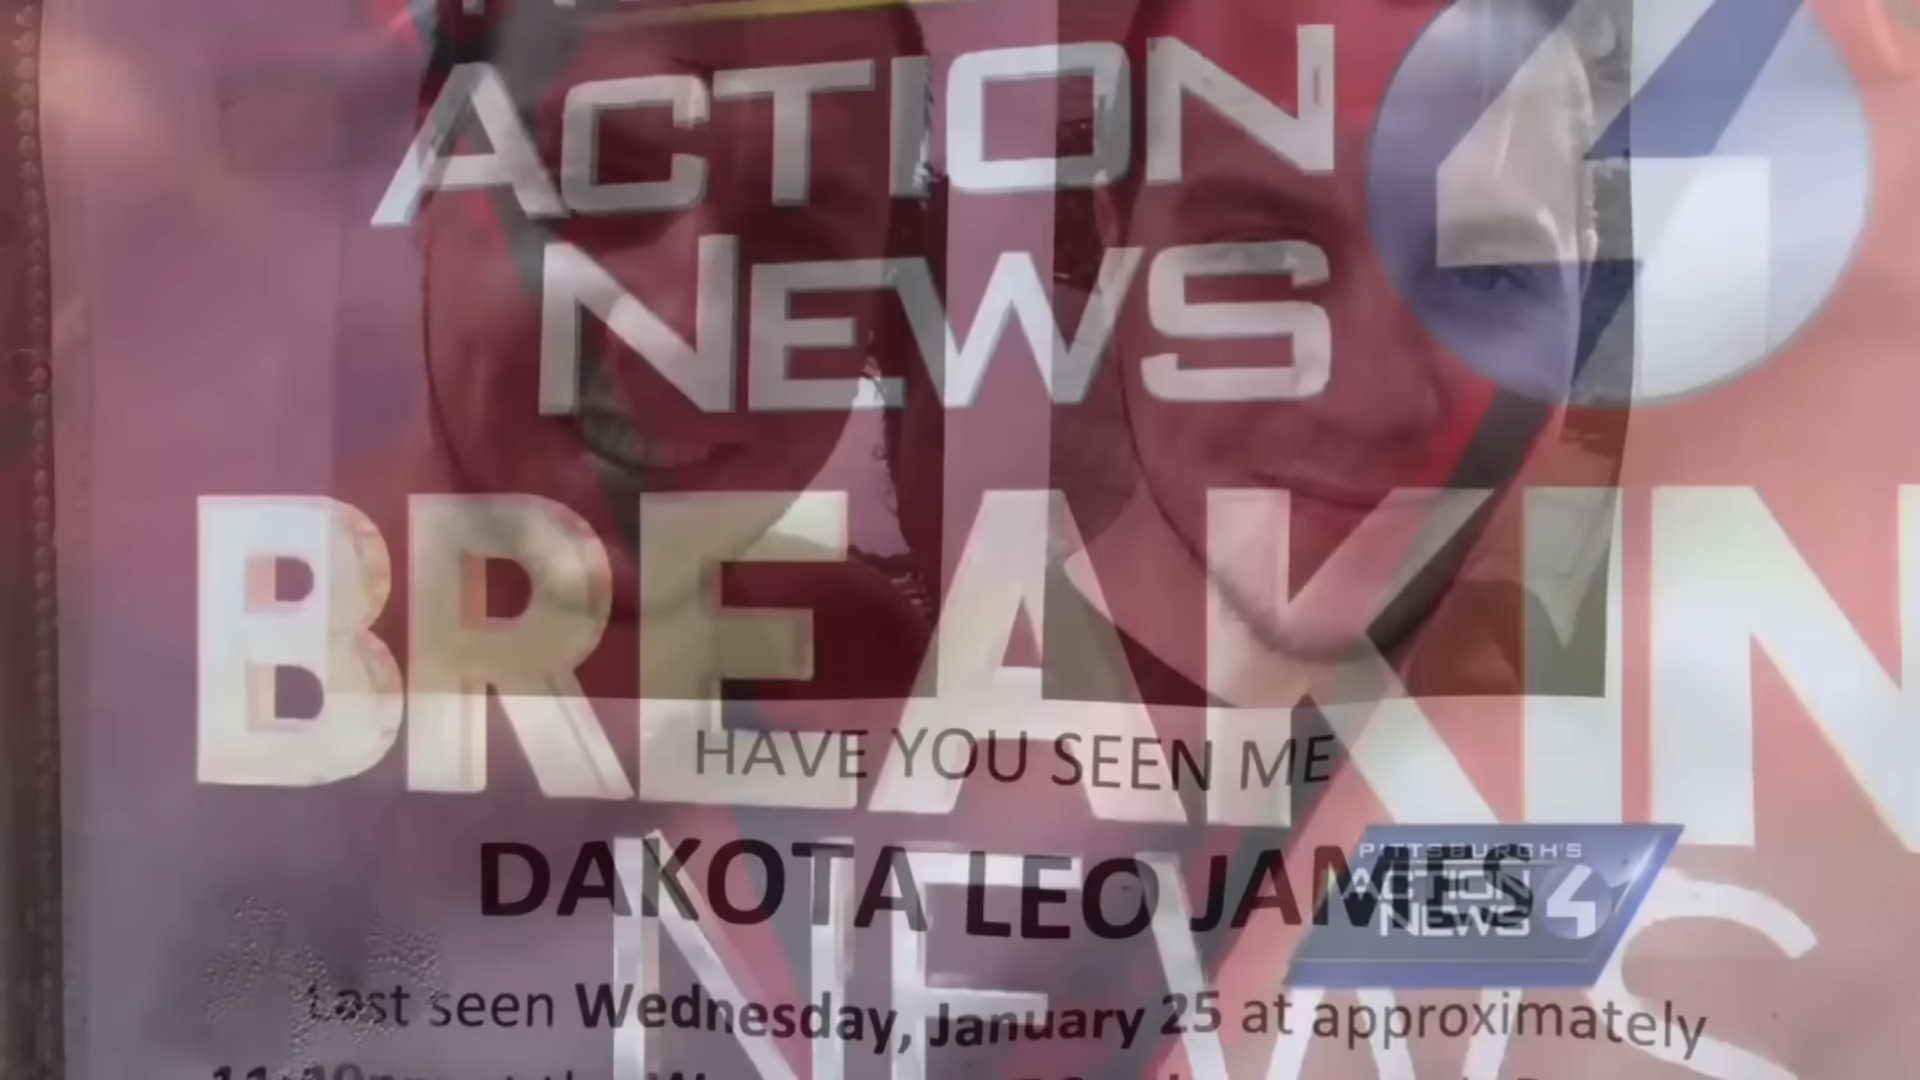 ACTION
NEWS
4
BREAKIN
HAVE YOU SEEN ME
NEWS
DAKOTA LEO JAMES
PITTSBURGH'S
ACTION
NEWS 4
Last seen Wednesday, January 25 at approximately